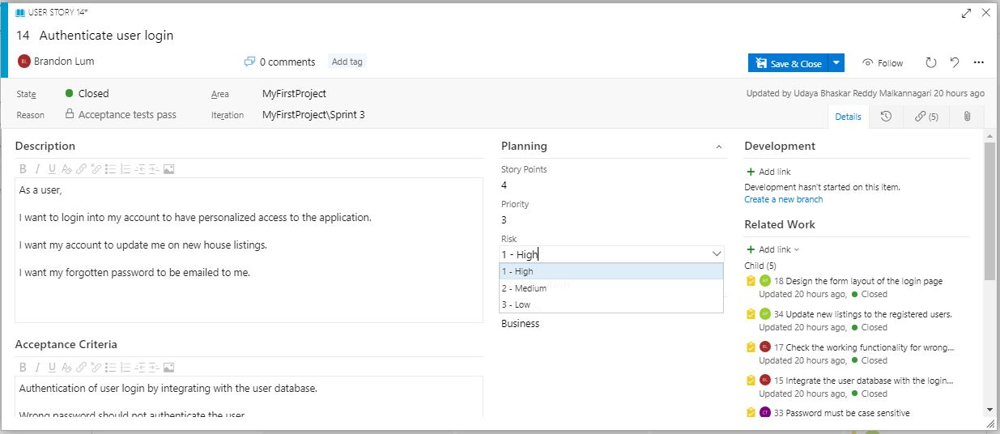 USER STORY 14*
14 Authenticate user login
BL Brandon Lum
0 comments
Add tag
Save & Close
Follow
State
Closed
Area
MyFirstProject
Updated by Udaya Bhaskar Reddy Malkannagari 20 hours ago
Reason
Acceptance tests pass
Iteration
MyFirstProject\Sprint 3
Details
(5)
Description
B I U
As a user,
I want to login into my account to have personalized access to the application.
I want my account to update me on new house listings.
I want my forgotten password to be emailed to me.
Acceptance Criteria
B I U
Authentication of user login by integrating with the user database.
Wrong password should not authenticate the user
Planning
Story Points
4
Priority
3
Risk
1 - High
1 - High
2 - Medium
3 - Low
Business
Development
Add link
Development hasn't started on this item.
Create a new branch
Related Work
Add link
Child (5)
18 Design the form layout of the login page
Updated 20 hours ago, Closed
34 Update new listings to the registered users.
Updated 20 hours ago, Closed
BL 17 Check the working functionality for wrong...
Updated 20 hours ago, Closed
BL 15 Integrate the user database with the login...
Updated 20 hours ago, Closed
CT 33 Password must be case sensitive